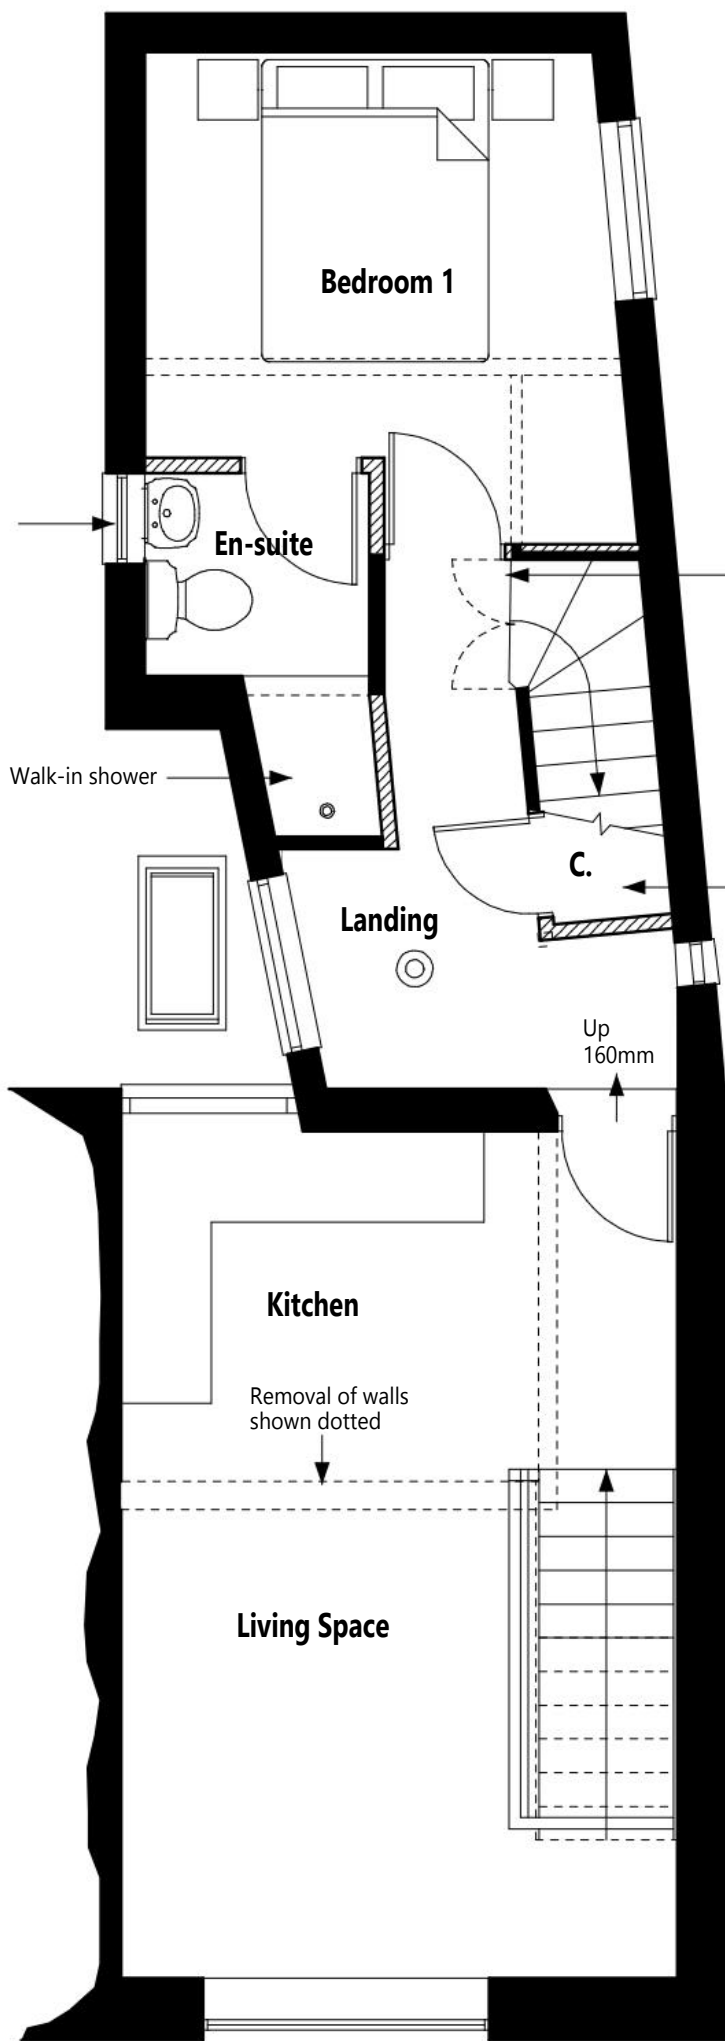 Bedroom 1
En-suite
Walk-in shower
C.
Landing
Up
160mm
Kitchen
Removal of walls
shown dotted
Living Space